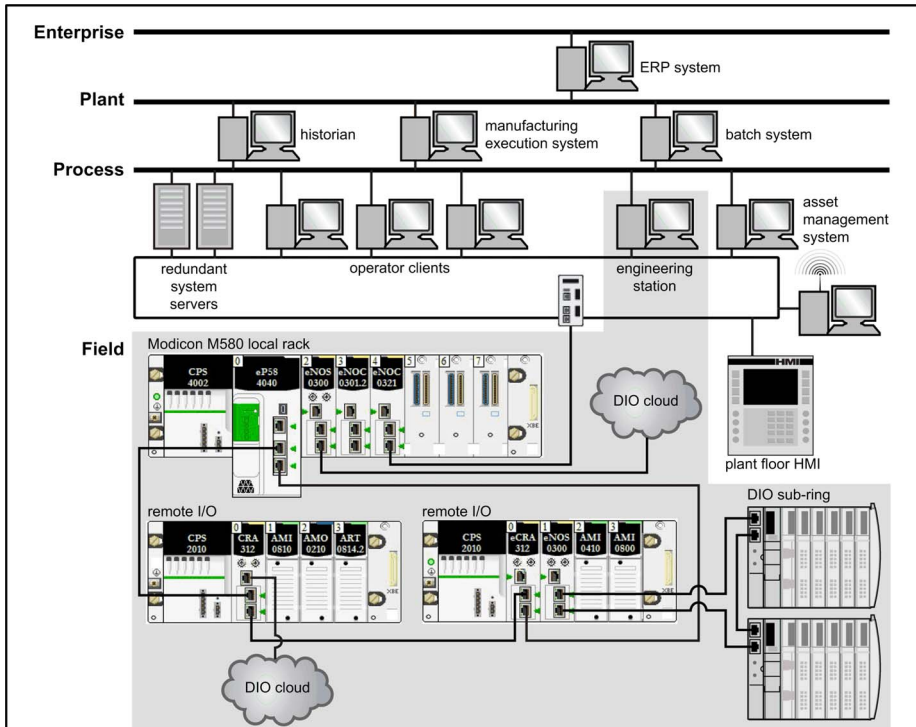 Enterprise
ERP system
Plant
historian
manufacturing
execution system
batch system
Process
redundant
system
servers
operator clients
engineering
station
asset
management
system
Field
Modicon M580 local rack
CPS
4002
0
eP58
4040
2
eNOS
0300
3
eNOC
0301.2
4
eNOC
0321
5
6
7
XBE
DIO cloud
HMI
plant floor HMI
remote I/O
CPS
2010
0
CRA
312
1
AMI
0810
2
AMO
0210
3
ART
0814.2
XBE
remote I/O
CPS
2010
0
eCRA
312
1
eNOS
0300
2
AMI
0410
3
AMI
0800
XBE
DIO sub-ring
DIO cloud